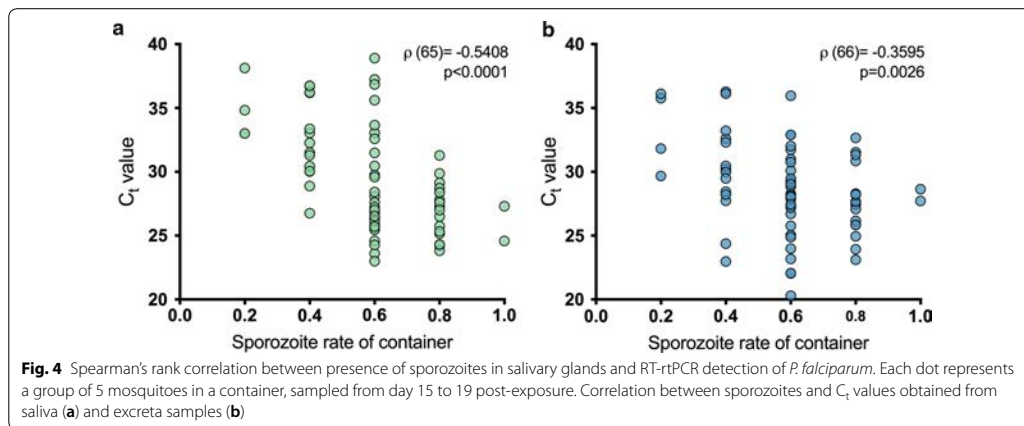 a
40
35
30
25
20
C_t value
ρ (65)= -0.5408
p<0.0001
0.0 0.2 0.4 0.6 0.8 1.0
Sporozoite rate of container
b
40
35
30
25
20
C_t value
ρ (66)= -0.3595
p=0.0026
0.0 0.2 0.4 0.6 0.8 1.0
Sporozoite rate of container
Fig. 4 Spearman's rank correlation between presence of sporozoites in salivary glands and RT-rtPCR detection of P. falciparum. Each dot represents
a group of 5 mosquitoes in a container, sampled from day 15 to 19 post-exposure. Correlation between sporozoites and C_t values obtained from
saliva (a) and excreta samples (b)